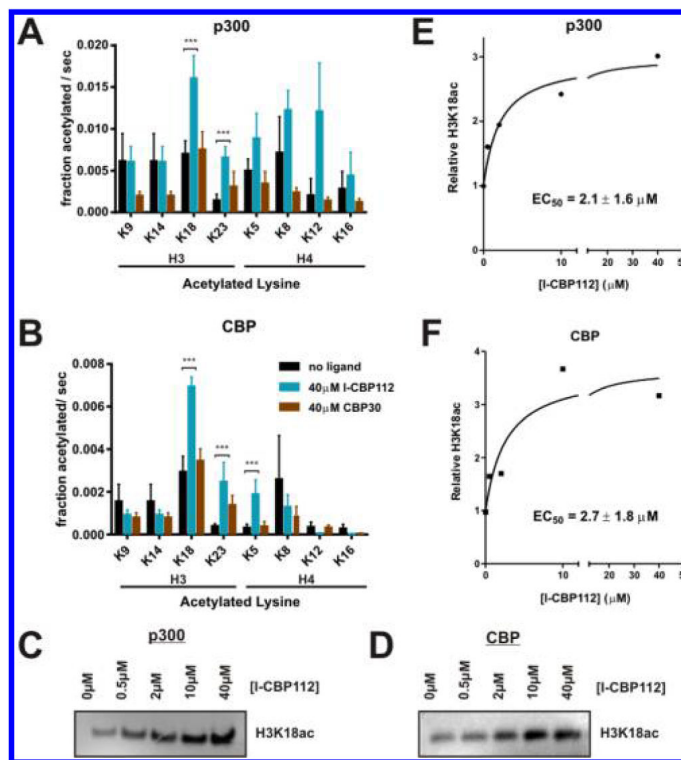 A
p300
fraction acetylated / sec
0.020
0.015
0.010
0.005
0.000
***
***
K9 K14 K18 K23 K5 K8 K12 K16
H3 H4
Acetylated Lysine
E
p300
Relative H3K18ac
3
2
1
0
EC50 = 2.1 ± 1.6 μM
0 10 20 30 40 50
[I-CBP112] (μM)
B
CBP
fraction acetylated/ sec
0.008
0.006
0.004
0.002
0.000
***
***
***
no ligand
40μM I-CBP112
40μM CBP30
K9 K14 K18 K23 K5 K8 K12 K16
H3 H4
Acetylated Lysine
F
CBP
Relative H3K18ac
4
3
2
1
0
EC50 = 2.7 ± 1.8 μM
0 10 20 30 40 50
[I-CBP112] (μM)
C
p300
0μM 0.5μM 2μM 10μM 40μM [I-CBP112]
H3K18ac
D
CBP
0μM 0.5μM 2μM 10μM 40μM [I-CBP112]
H3K18ac